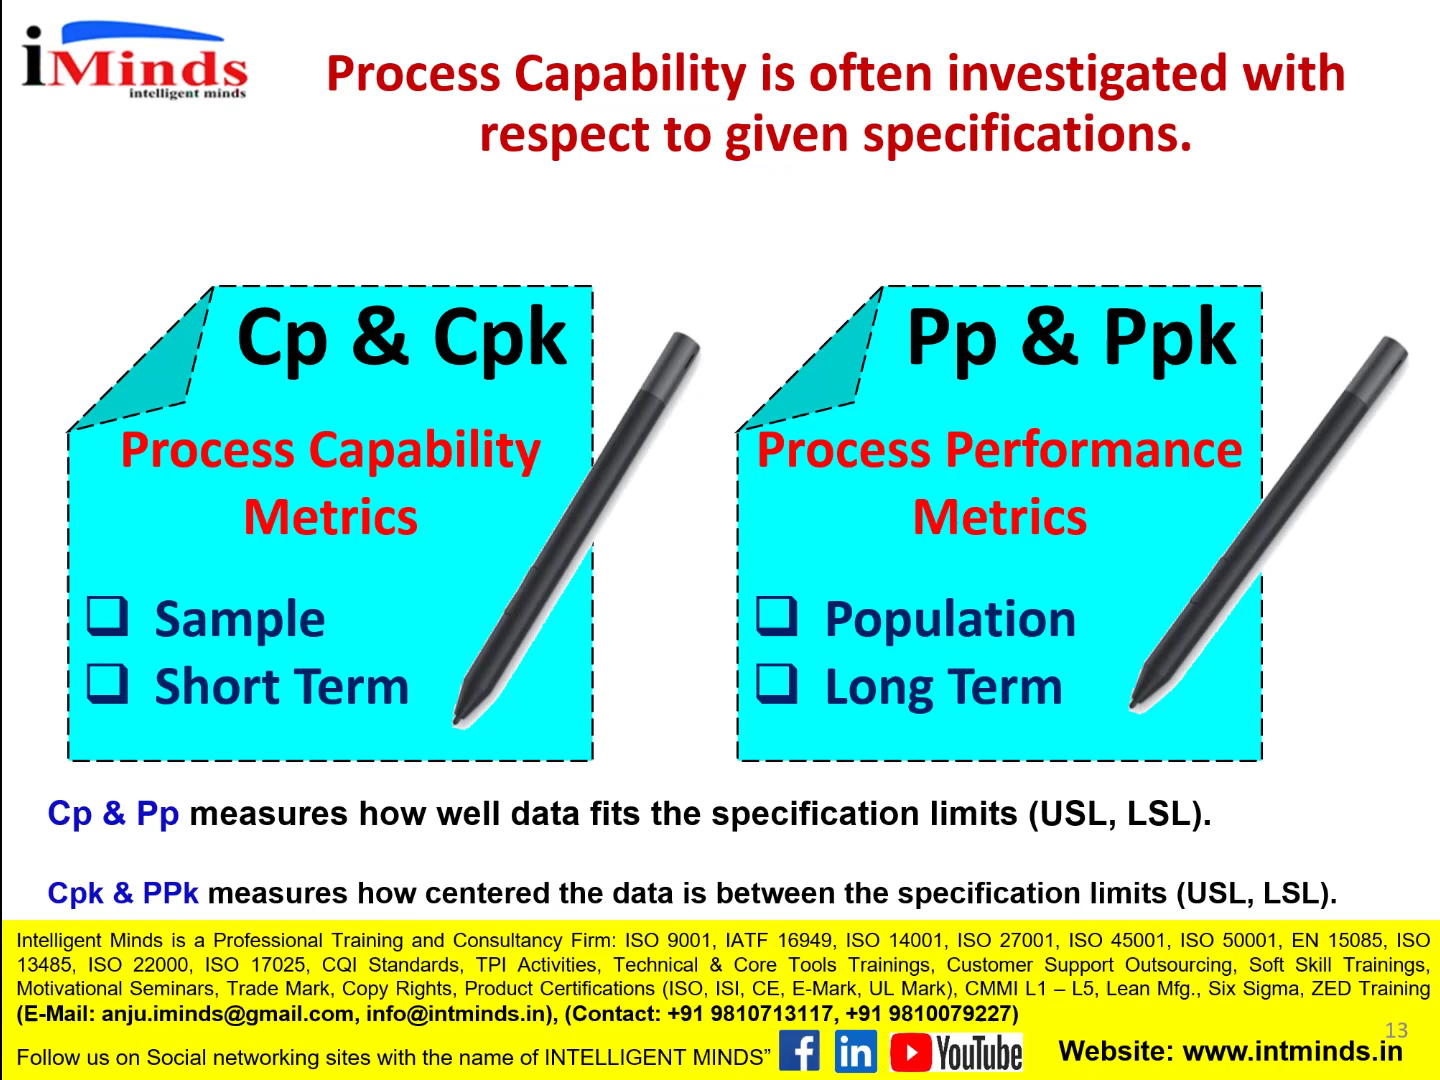 iMinds
intelligent minds
Process Capability is often investigated with
respect to given specifications.
Cp & Cpk
Process Capability
Metrics
Sample
Short Term
Pp & Ppk
Process Performance
Metrics
Population
Long Term
Cp & Pp measures how well data fits the specification limits (USL, LSL).
Cpk & PPk measures how centered the data is between the specification limits (USL, LSL).
Intelligent Minds is a Professional Training and Consultancy Firm: ISO 9001, IATF 16949, ISO 14001, ISO 27001, ISO 45001, ISO 50001, EN 15085, ISO
13485, ISO 22000, ISO 17025, CQI Standards, TPI Activities, Technical & Core Tools Trainings, Customer Support Outsourcing, Soft Skill Trainings,
Motivational Seminars, Trade Mark, Copy Rights, Product Certifications (ISO, ISI, CE, E-Mark, UL Mark), CMMI L1 – L5, Lean Mfg., Six Sigma, ZED Training
(E-Mail: anju.iminds@gmail.com, info@intminds.in), (Contact: +91 9810713117, +91 9810079227)
13
Follow us on Social networking sites with the name of INTELLIGENT MINDS” f in YouTube Website: www.intminds.in